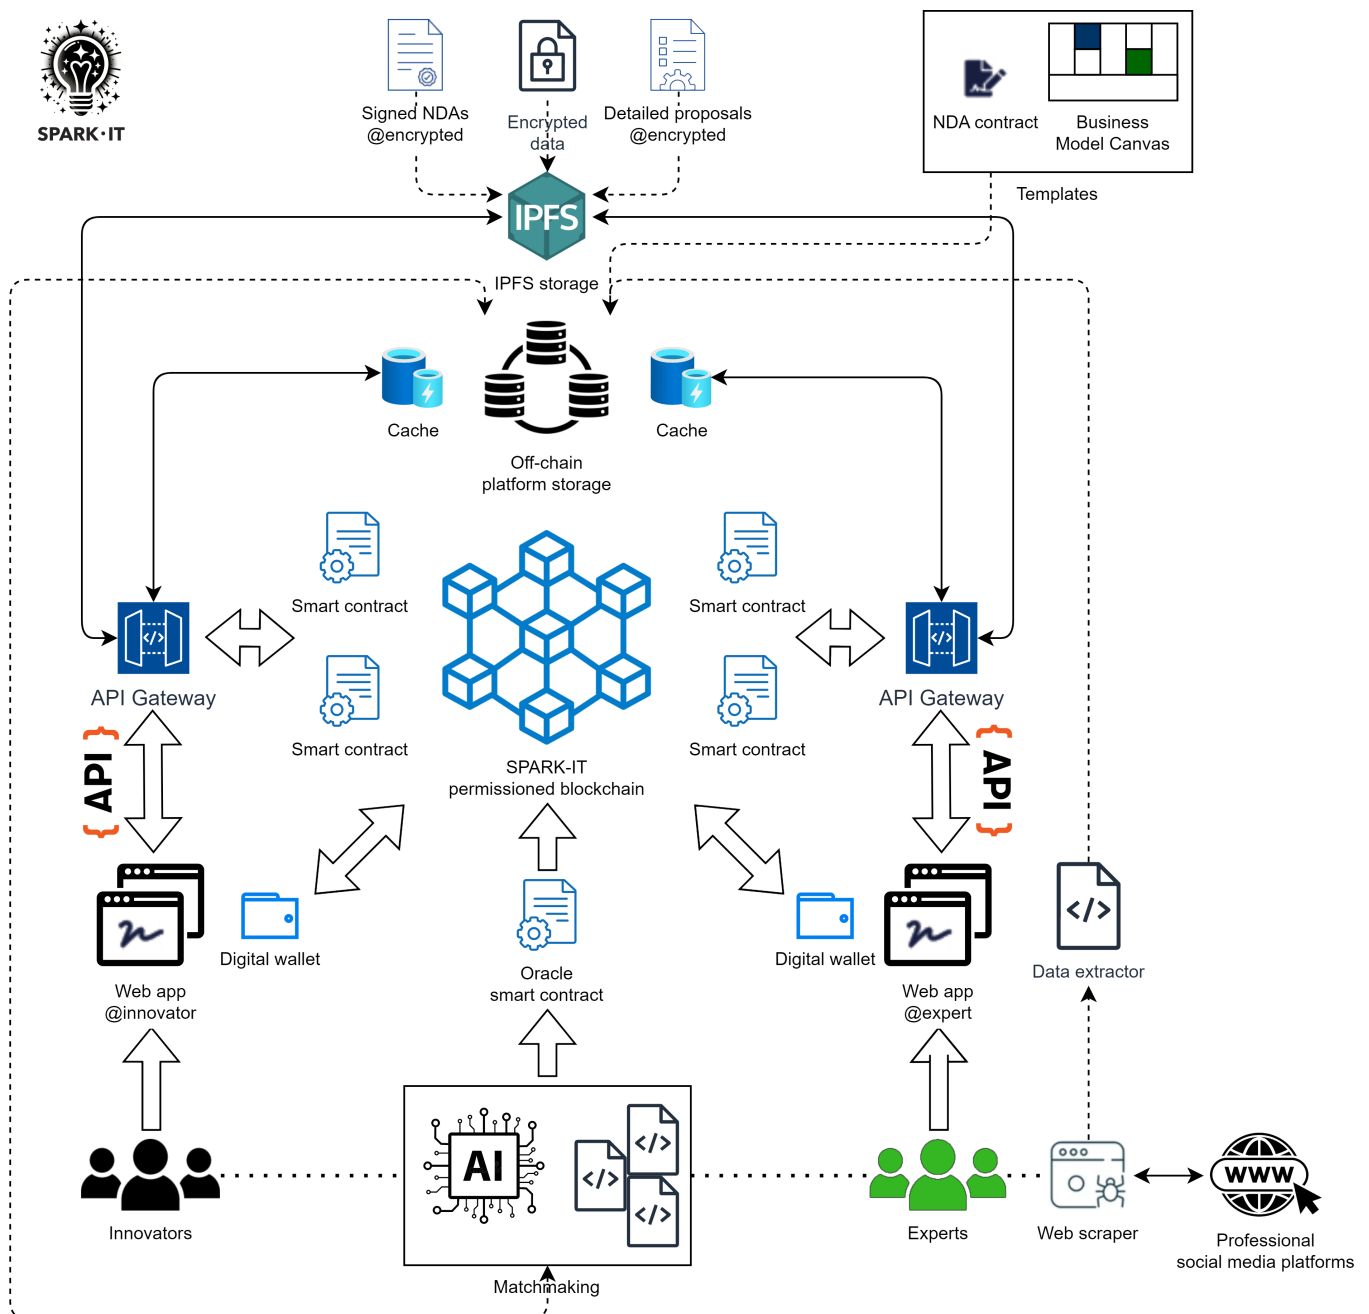 SPARK·IT
Signed NDAs
@encrypted
Encrypted
data
Detailed proposals
@encrypted
NDA contract
Business
Model Canvas
Templates
IPFS
IPFS storage
Cache
Cache
Off-chain
platform storage
Smart contract
Smart contract
</>
</>
API Gateway
API Gateway
Smart contract
Smart contract
{API}
{API}
SPARK-IT
permissioned blockchain
</>
Digital wallet
Digital wallet
Oracle
smart contract
Data extractor
Web app
@innovator
Web app
@expert
AI
</>
</>
</>
WWW
Innovators
Experts
Web scraper
Professional
social media platforms
Matchmaking